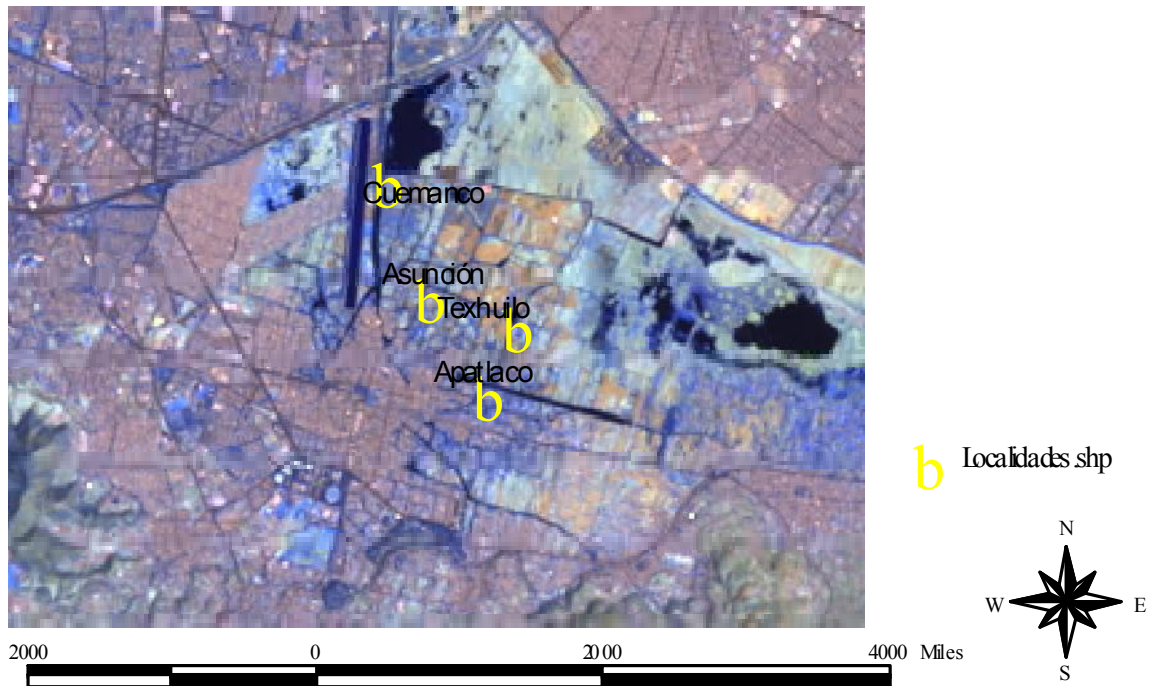 b
Cuemanco
Asunción
b
Texhuilo
b
Apatlaco
b
b Localidades.shp
N
W E
S
2000 0 2000 4000 Miles